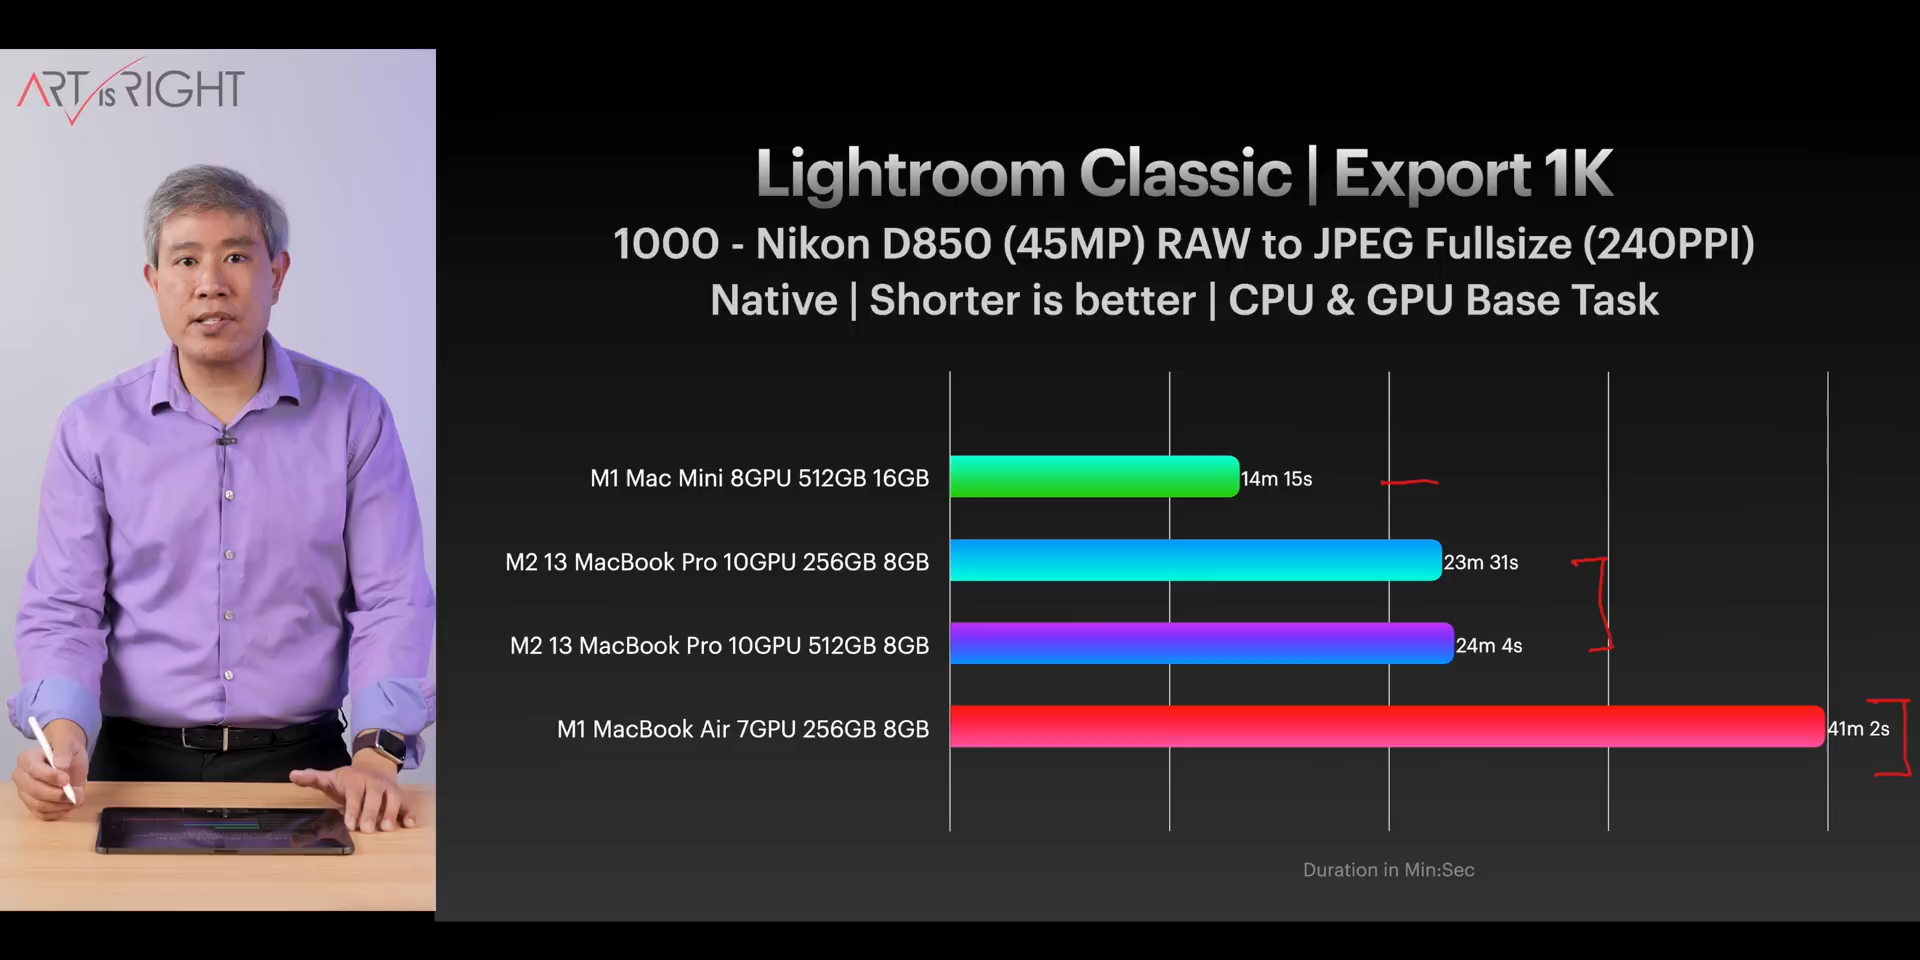 ART IS RIGHT
Lightroom Classic | Export 1K
1000 - Nikon D850 (45MP) RAW to JPEG Fullsize (240PPI)
Native | Shorter is better | CPU & GPU Base Task
M1 Mac Mini 8GPU 512GB 16GB 14m 15s
M2 13 MacBook Pro 10GPU 256GB 8GB 23m 31s
M2 13 MacBook Pro 10GPU 512GB 8GB 24m 4s
M1 MacBook Air 7GPU 256GB 8GB 41m 2s
Duration in Min:Sec